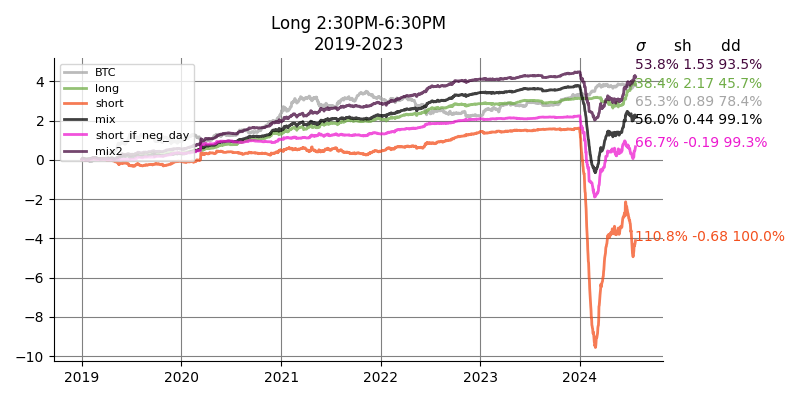 Long 2:30PM-6:30PM
2019-2023
σ sh dd
53.8% 1.53 93.5%
38.4% 2.17 45.7%
65.3% 0.89 78.4%
56.0% 0.44 99.1%
66.7% -0.19 99.3%
110.8% -0.68 100.0%
BTC
long
short
mix
short_if_neg_day
mix2
4
2
0
−2
−4
−6
−8
−10
2019 2020 2021 2022 2023 2024